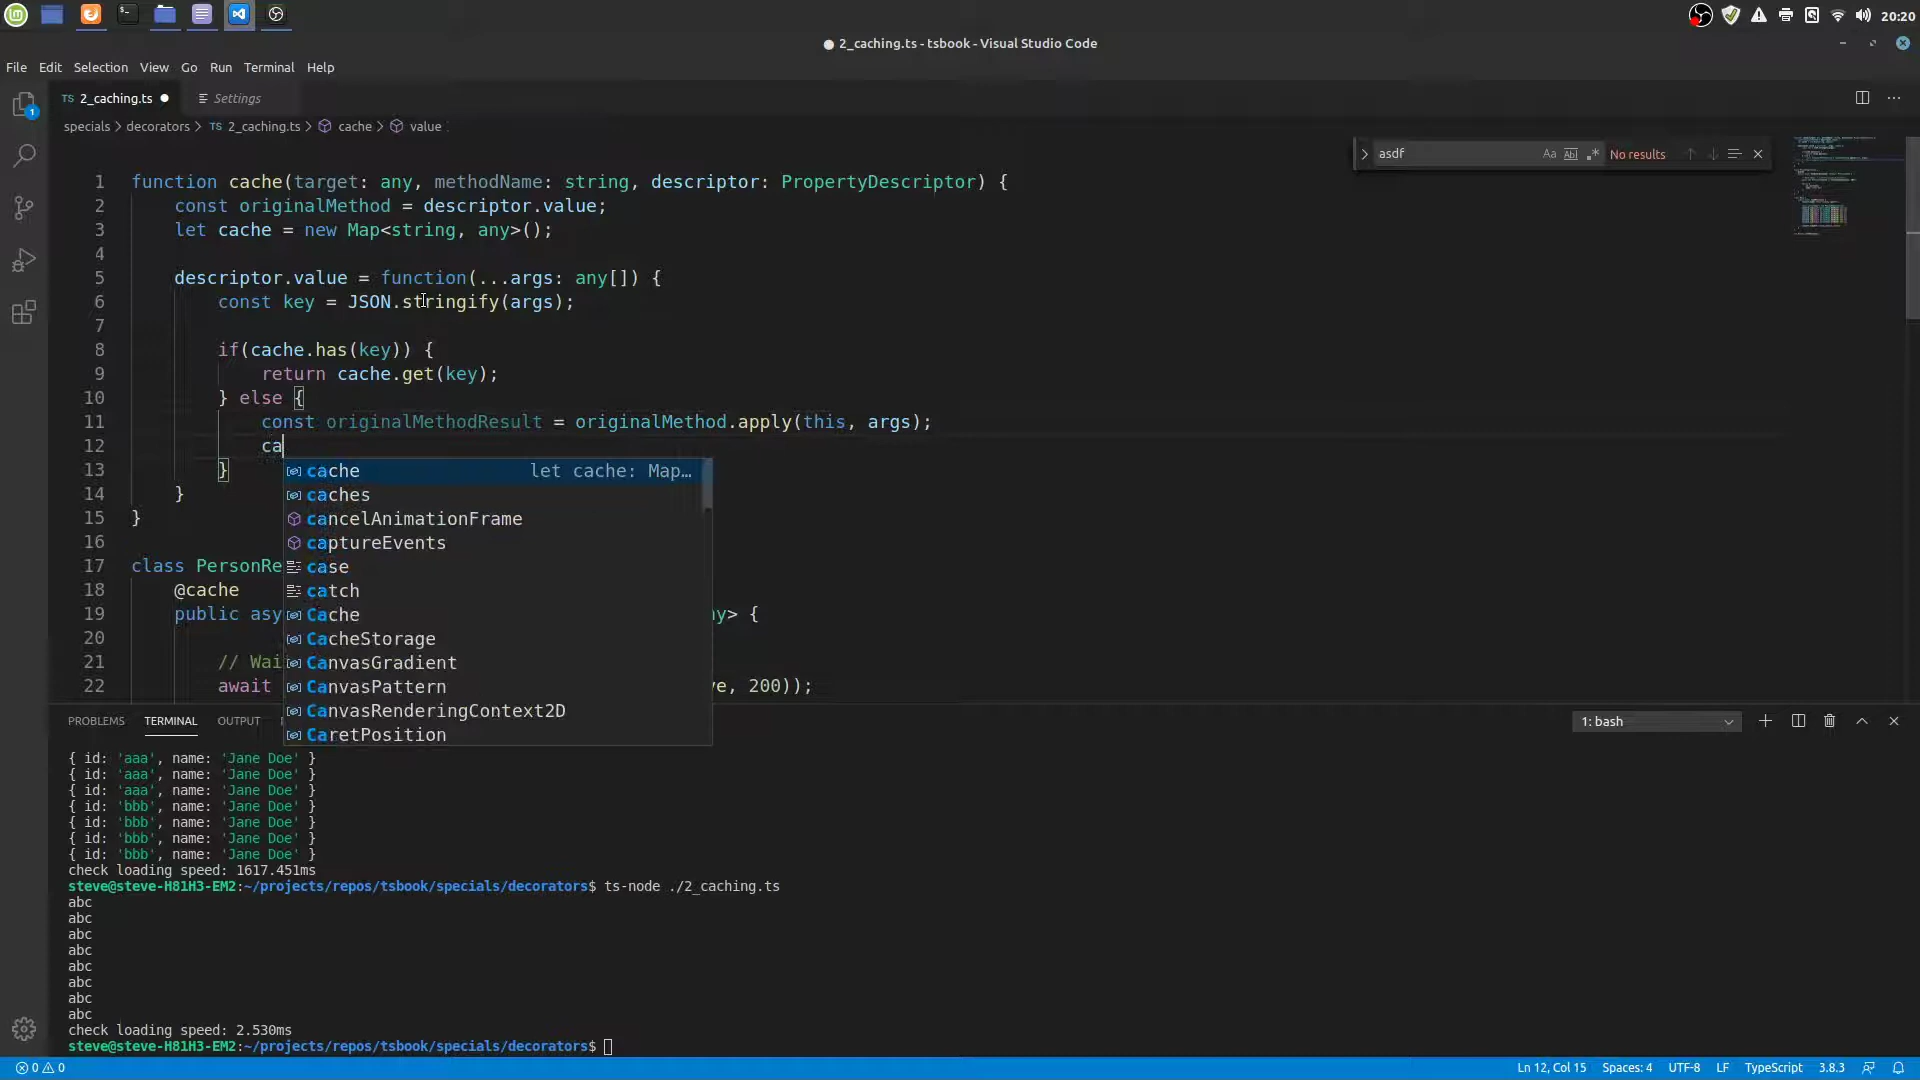 20:20
2_caching.ts - tsbook - Visual Studio Code
File Edit Selection View Go Run Terminal Help
TS 2_caching.ts Settings
specials > decorators > TS 2_caching.ts > cache > value
asdf Aa Abl .* No results
1 function cache(target: any, methodName: string, descriptor: PropertyDescriptor) {
2 const originalMethod = descriptor.value;
3 let cache = new Map<string, any>();
4
5 descriptor.value = function(...args: any[]) {
6 const key = JSON.stringify(args);
7
8 if(cache.has(key)) {
9 return cache.get(key);
10 } else {
11 const originalMethodResult = originalMethod.apply(this, args);
12 ca
13 }
cache let cache: Map…
14 }
caches
15 }
cancelAnimationFrame
16
captureEvents
17 class PersonRe
case
18 @cache
catch
19 public asy
Cache
ny> {
20
CacheStorage
21 // Wai
CanvasGradient
22 await
CanvasPattern
ve, 200));
CanvasRenderingContext2D
CaretPosition
PROBLEMS TERMINAL OUTPUT 1: bash
{ id: 'aaa', name: 'Jane Doe' }
{ id: 'aaa', name: 'Jane Doe' }
{ id: 'aaa', name: 'Jane Doe' }
{ id: 'bbb', name: 'Jane Doe' }
{ id: 'bbb', name: 'Jane Doe' }
{ id: 'bbb', name: 'Jane Doe' }
{ id: 'bbb', name: 'Jane Doe' }
check loading speed: 1617.451ms
steve@steve-H81H3-EM2:~/projects/repos/tsbook/specials/decorators$ ts-node ./2_caching.ts
abc
abc
abc
abc
abc
abc
abc
abc
check loading speed: 2.530ms
steve@steve-H81H3-EM2:~/projects/repos/tsbook/specials/decorators$
0 0 Ln 12, Col 15 Spaces: 4 UTF-8 LF TypeScript 3.8.3